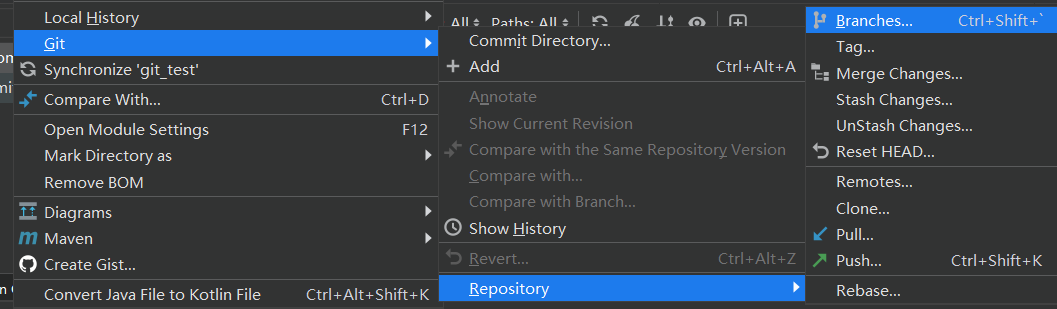 Local History
Git
Synchronize 'git_test'
Compare With... Ctrl+D
Open Module Settings F12
Mark Directory as
Remove BOM
Diagrams
Maven
Create Gist...
Convert Java File to Kotlin File Ctrl+Alt+Shift+K
All Paths: All
Commit Directory...
Add Ctrl+Alt+A
Annotate
Show Current Revision
Compare with the Same Repository Version
Compare with...
Compare with Branch...
Show History
Revert... Ctrl+Alt+Z
Repository
Branches... Ctrl+Shift+`
Tag...
Merge Changes...
Stash Changes...
UnStash Changes...
Reset HEAD...
Remotes...
Clone...
Pull...
Push... Ctrl+Shift+K
Rebase...